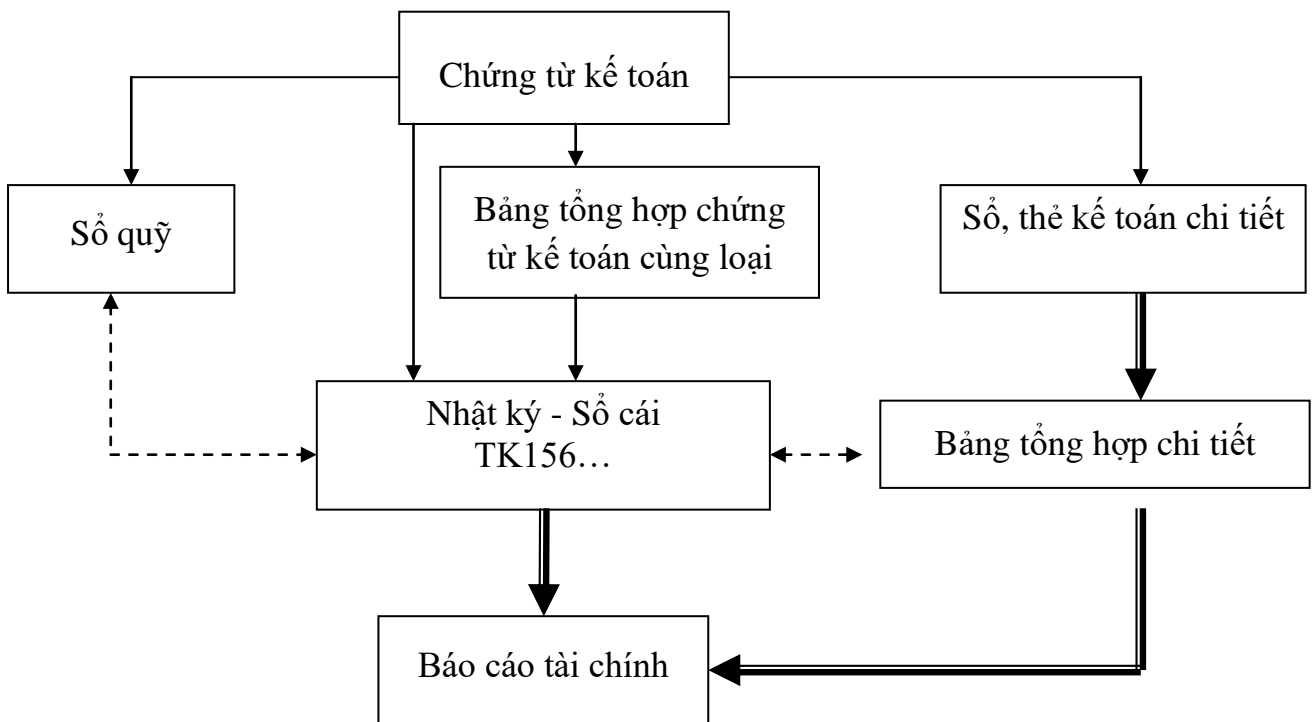 Chứng từ kế toán
Sổ quỹ
Bảng tổng hợp chứng
từ kế toán cùng loại
Sổ, thẻ kế toán chi tiết
Nhật ký - Sổ cái
TK156…
Bảng tổng hợp chi tiết
Báo cáo tài chính